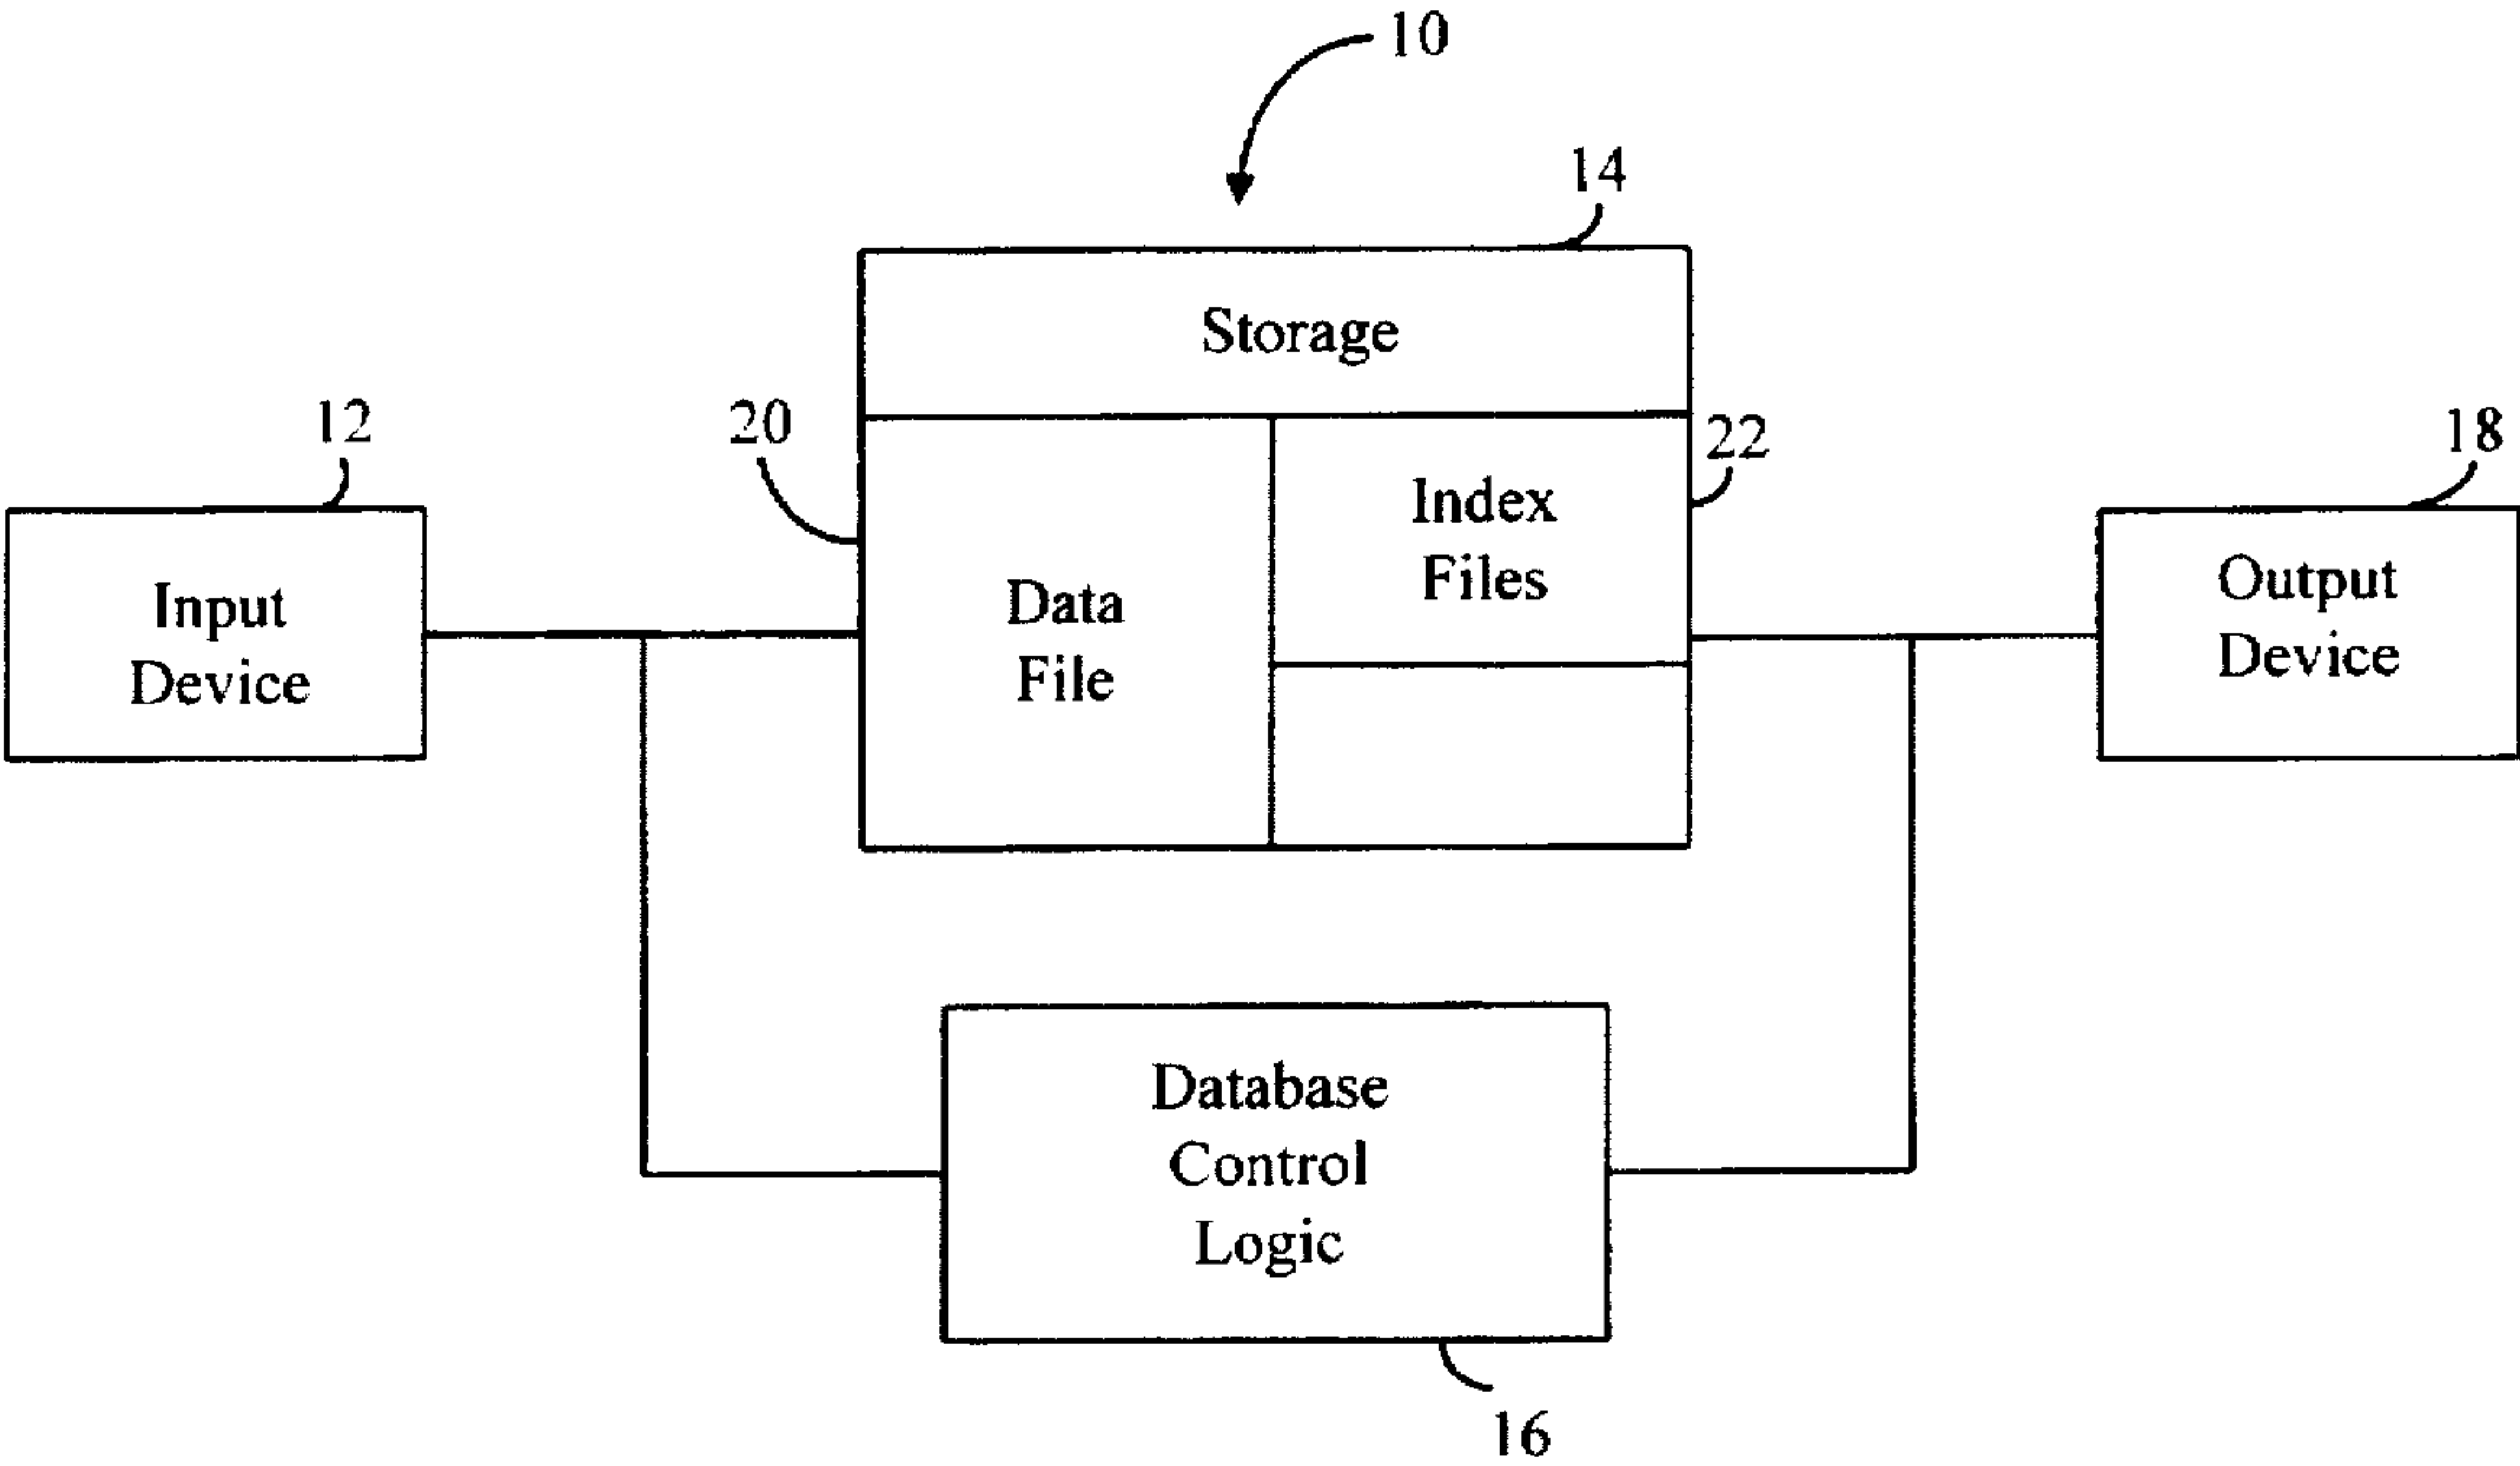 10
14
Storage
12
20
22
18
Index
Files
Input
Device
Data
File
Output
Device
Database
Control
Logic
16